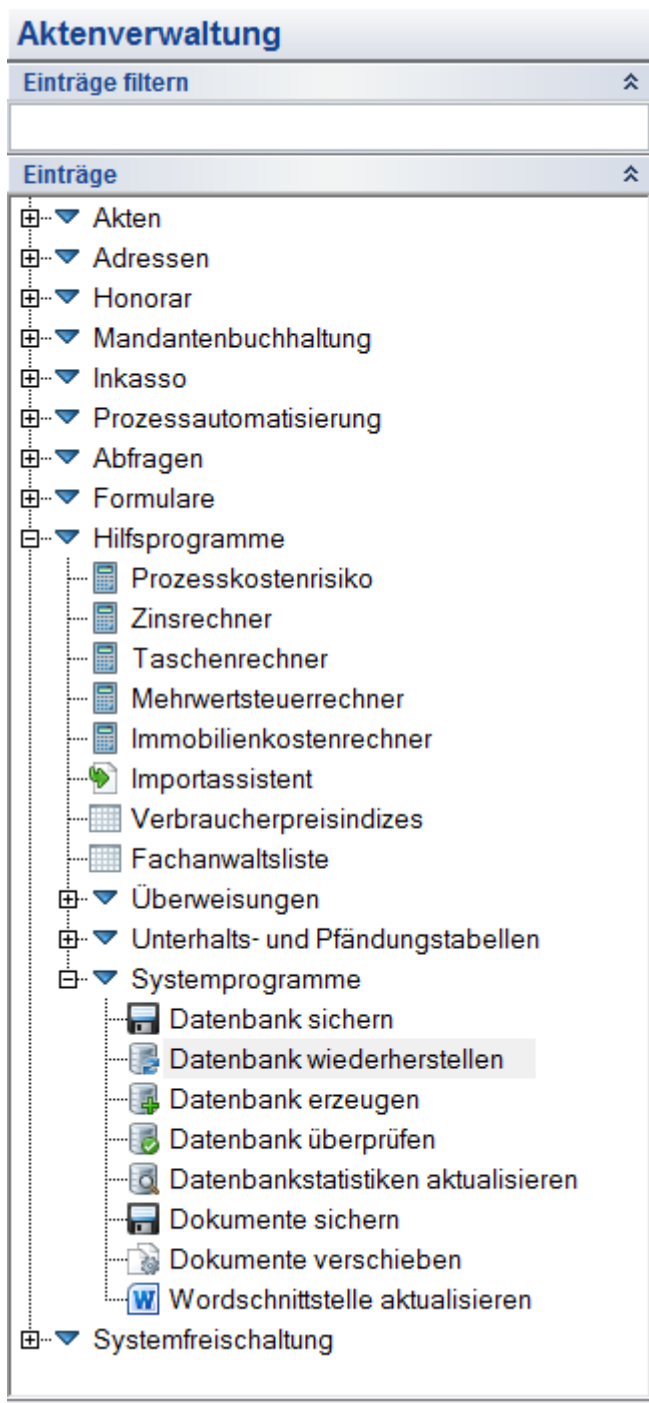 Aktenverwaltung
Einträge filtern
Einträge
Akten
Adressen
Honorar
Mandantenbuchhaltung
Inkasso
Prozessautomatisierung
Abfragen
Formulare
Hilfsprogramme
Prozesskostenrisiko
Zinsrechner
Taschenrechner
Mehrwertsteuerrechner
Immobilienkostenrechner
Importassistent
Verbraucherpreisindizes
Fachanwaltsliste
Überweisungen
Unterhalts- und Pfändungstabellen
Systemprogramme
Datenbank sichern
Datenbank wiederherstellen
Datenbank erzeugen
Datenbank überprüfen
Datenbankstatistiken aktualisieren
Dokumente sichern
Dokumente verschieben
W Wordschnittstelle aktualisieren
Systemfreischaltung